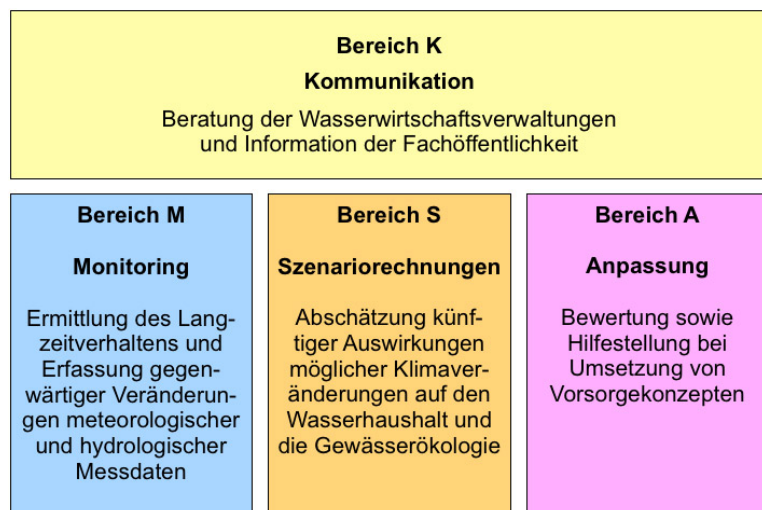 Bereich K
Kommunikation
Beratung der Wasserwirtschaftsverwaltungen
und Information der Fachöffentlichkeit
Bereich M
Monitoring
Ermittlung des Lang-
zeitverhaltens und
Erfassung gegen-
wärtiger Veränderun-
gen meteorologischer
und hydrologischer
Messdaten
Bereich S
Szenariorechnungen
Abschätzung künf-
tiger Auswirkungen
möglicher Klimaver-
änderungen auf den
Wasserhaushalt und
die Gewässerökologie
Bereich A
Anpassung
Bewertung sowie
Hilfestellung bei
Umsetzung von
Vorsorgekonzepten